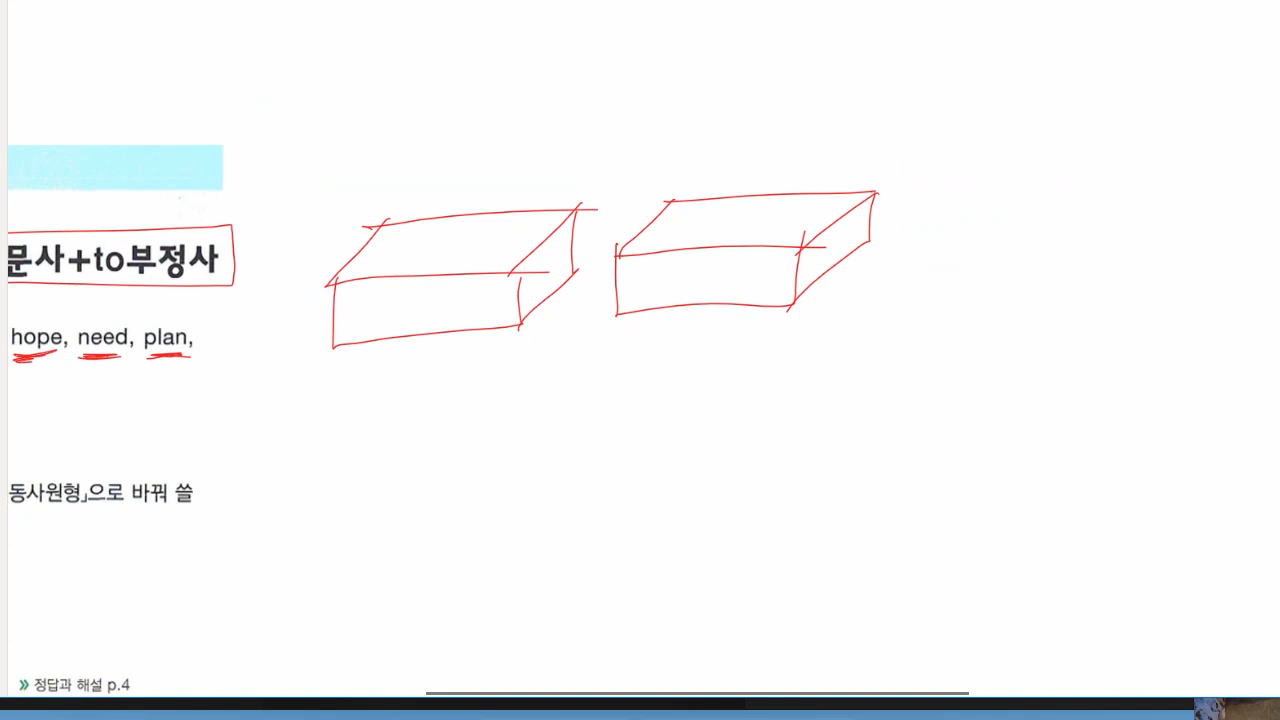 문사+to부정사
hope, need, plan,
동사원형」으로 바꿔 쓸
» 정답과 해설 p.4